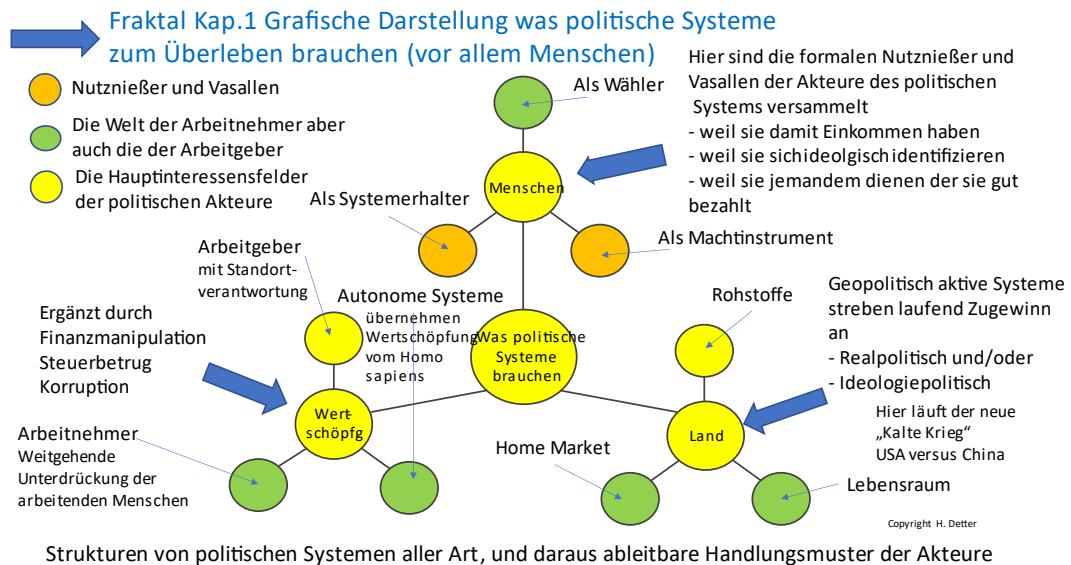 Fraktal Kap.1 Grafische Darstellung was politische Systeme
zum Überleben brauchen (vor allem Menschen)
Nutznießer und Vasallen
Die Welt der Arbeitnehmer aber
auch die der Arbeitgeber
Die Hauptinteressensfelder
der politischen Akteure
Als Wähler
Hier sind die formalen Nutznießer und
Vasallen der Akteure des politischen
Systems versammelt
- weil sie damit Einkommen haben
- weil sie sich ideolgisch identifizieren
- weil sie jemandem dienen der sie gut
bezahlt
Menschen
Als Systemerhalter
Als Machtinstrument
Arbeitgeber
mit Standort-
verantwortung
Autonome Systeme
übernehmen
Wertschöpfung
vom Homo
sapiens
Was politische
Systeme
brauchen
Rohstoffe
Geopolitisch aktive Systeme
streben laufend Zugewinn
an
- Realpolitisch und/oder
- Ideologiepolitisch
Hier läuft der neue
„Kalte Krieg“
USA versus China
Ergänzt durch
Finanzmanipulation
Steuerbetrug
Korruption
Wert-
schöpfg
Land
Arbeitnehmer
Weitgehende
Unterdrückung der
arbeitenden Menschen
Home Market
Lebensraum
Copyright H. Detter
Strukturen von politischen Systemen aller Art, und daraus ableitbare Handlungsmuster der Akteure